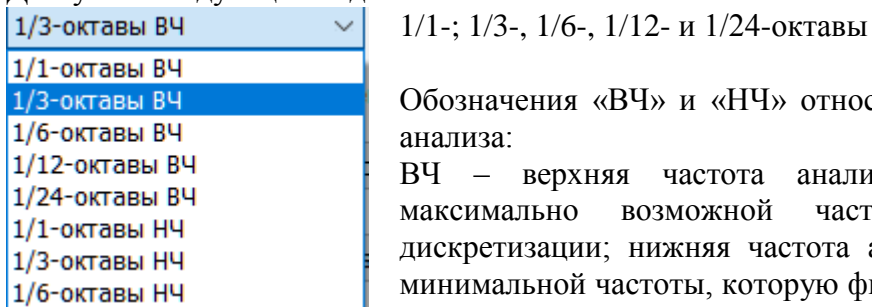 1/3-октавы ВЧ
1/1-октавы ВЧ
1/3-октавы ВЧ
1/6-октавы ВЧ
1/12-октавы ВЧ
1/24-октавы ВЧ
1/1-октавы НЧ
1/3-октавы НЧ
1/6-октавы НЧ
1/1-; 1/3-, 1/6-, 1/12- и 1/24-октавы
Обозначения «ВЧ» и «НЧ»
анализа:
ВЧ – верхняя частота
максимально возможной
дискретизации; нижняя частота
минимальной частоты, которую